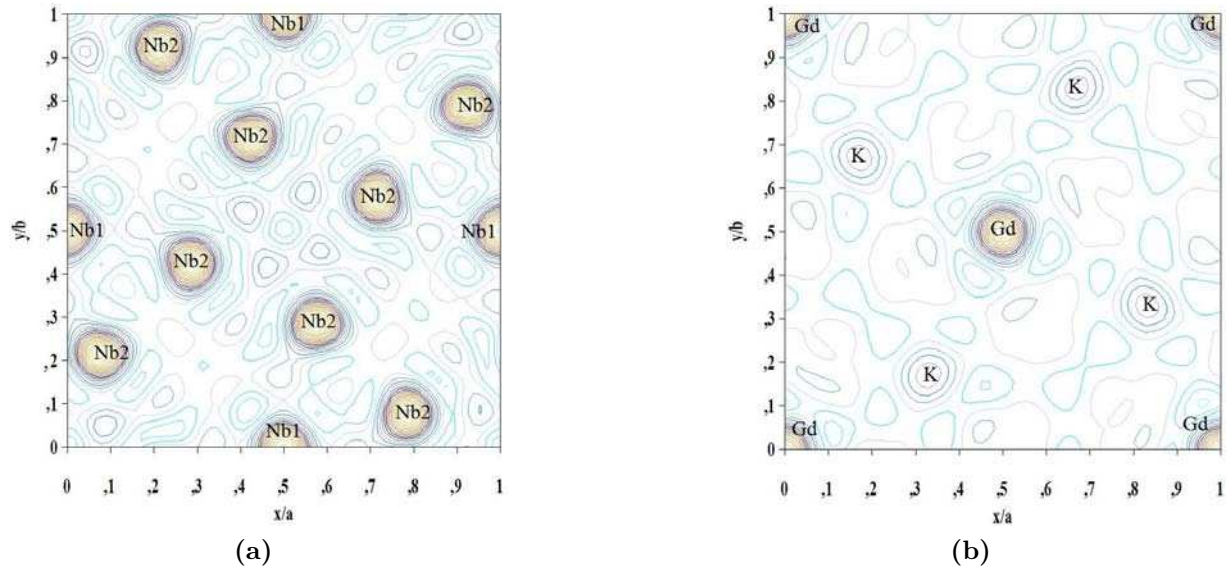 1
,9
,8
,7
,6
,5
,4
,3
,2
,1
0
y/b
Nb1
Nb2
Nb2
Nb2
Nb2
Nb1
Nb1
Nb2
Nb2
Nb2
Nb2
Nb1
0 ,1 ,2 ,3 ,4 ,5 ,6 ,7 ,8 ,9 1
x/a
(a)
1
,9
,8
,7
,6
,5
,4
,3
,2
,1
0
y/b
Gd Gd
K
K
Gd
K
K
Gd Gd
0 ,1 ,2 ,3 ,4 ,5 ,6 ,7 ,8 ,9 1
x/a
(b)